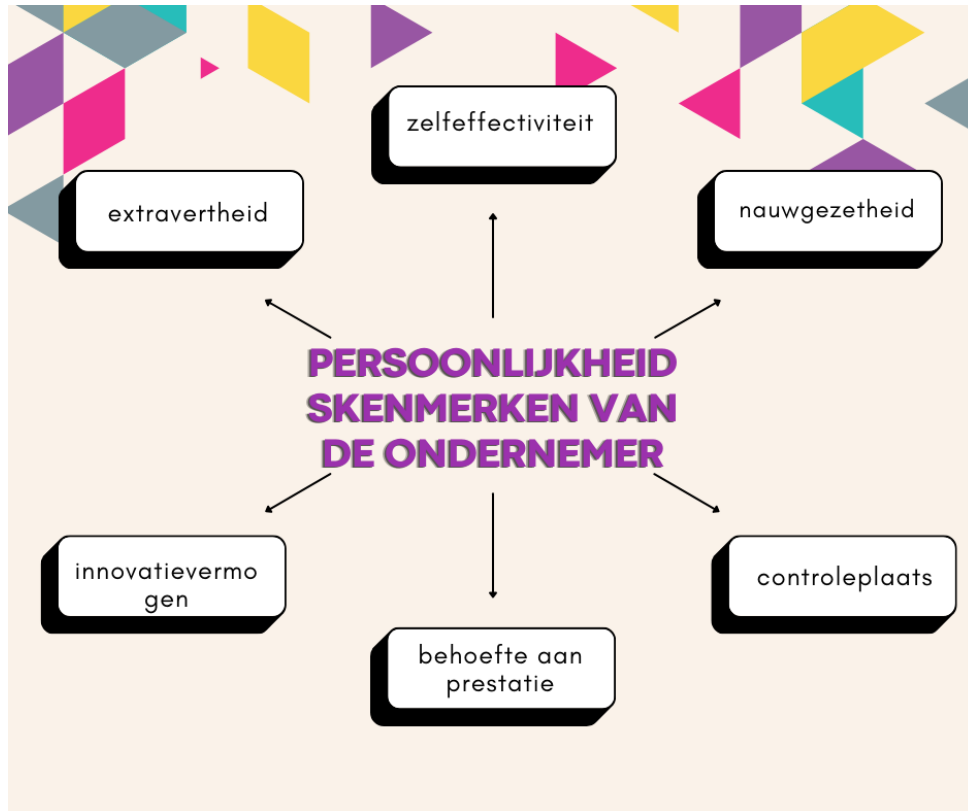 zelfeffectiviteit
extravertheid
nauwgezetheid
PERSOONLIJKHEID
SKENMERKEN VAN
DE ONDERNEMER
innovatievermo
gen
controleplaats
behoefte aan
prestatie